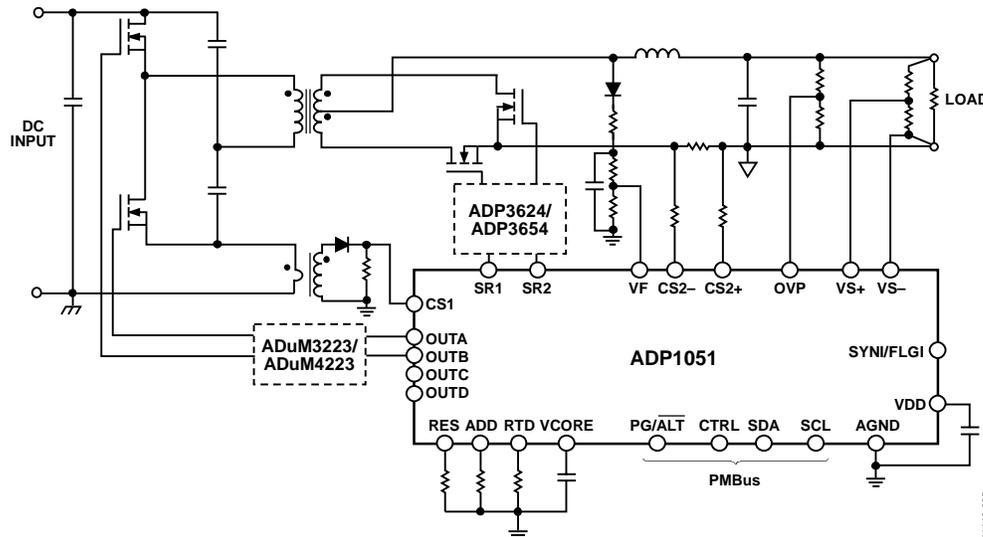 DC
INPUT
LOAD
ADP3624/
ADP3654
SR1 SR2 VF CS2– CS2+ OVP VS+ VS–
CS1
ADuM3223/
ADuM4223
OUTA
OUTB
OUTC
OUTD
ADP1051
SYNI/FLGI
VDD
RES ADD RTD VCORE PG/ALT CTRL SDA SCL AGND
PMBus